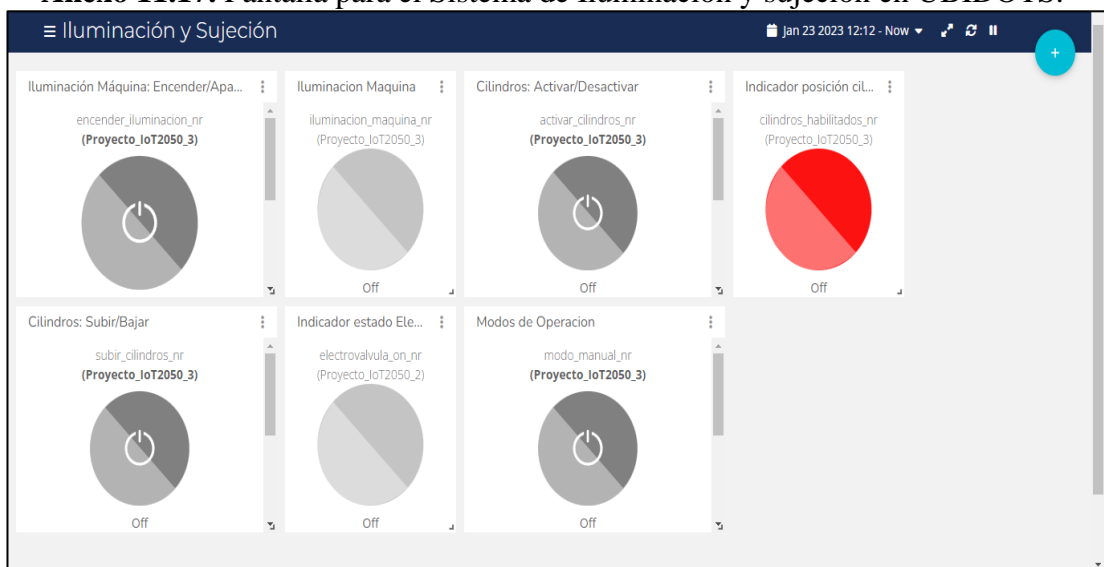 Anexo 11.17. Pantalla para el Sistema de Iluminación y sujeción en UBIDOTS.
Iluminación y Sujeción
Jan 23 2023 12:12 - Now
+
Iluminación Máquina: Encender/Apa...
Iluminacion Maquina
Cilindros: Activar/Desactivar
Indicador posición cil...
encender_iluminacion_nr
(Proyecto_IoT2050_3)
iluminacion_maquina_nr
(Proyecto_IoT2050_3)
Off
activar_cilindros_nr
(Proyecto_IoT2050_3)
Off
cilindros_habilitados_nr
(Proyecto_IoT2050_3)
Off
Cilindros: Subir/Bajar
Indicador estado Ele...
Modos de Operacion
subir_cilindros_nr
(Proyecto_IoT2050_3)
Off
electrovalvula_on_nr
(Proyecto_IoT2050_2)
Off
modo_manual_nr
(Proyecto_IoT2050_3)
Off